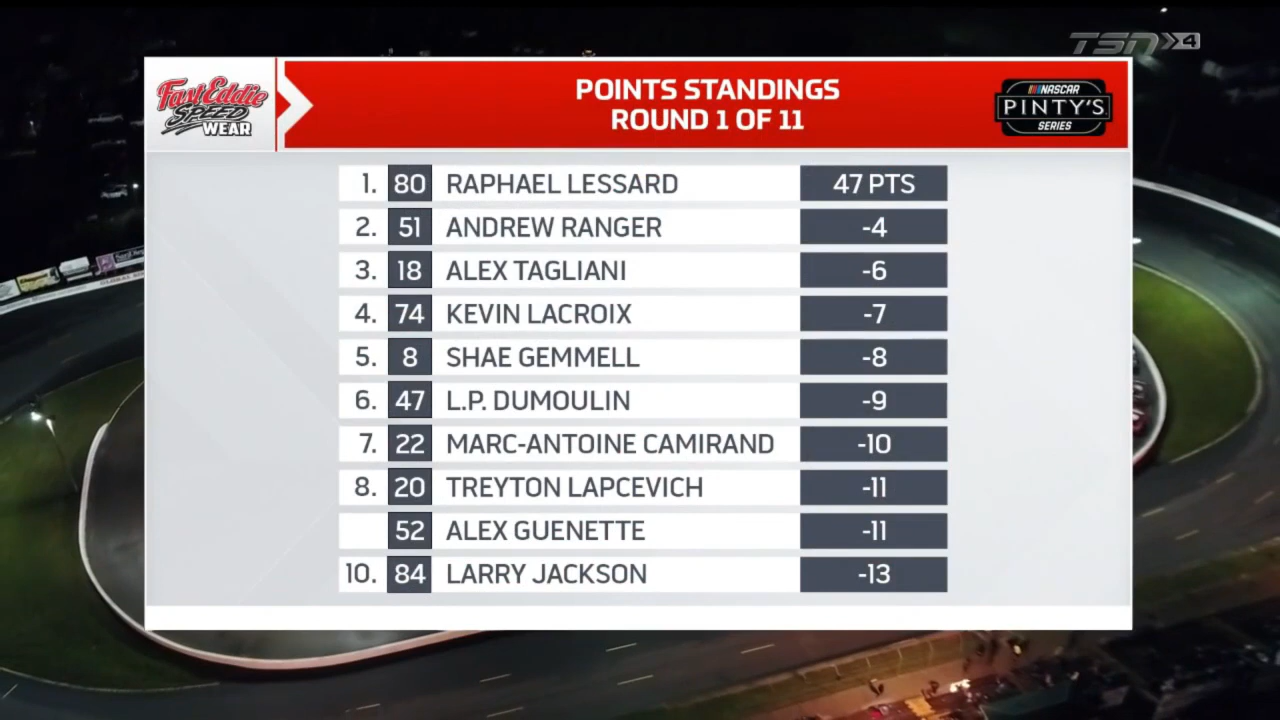 TSN 4
Fast Eddie
SPEED
WEAR
POINTS STANDINGS
ROUND 1 OF 11
NASCAR
PINTY'S
SERIES
1. 80 RAPHAEL LESSARD 47 PTS
2. 51 ANDREW RANGER -4
3. 18 ALEX TAGLIANI -6
4. 74 KEVIN LACROIX -7
5. 8 SHAE GEMMELL -8
6. 47 L.P. DUMOULIN -9
7. 22 MARC-ANTOINE CAMIRAND -10
8. 20 TREYTON LAPCEVICH -11
52 ALEX GUENETTE -11
10. 84 LARRY JACKSON -13